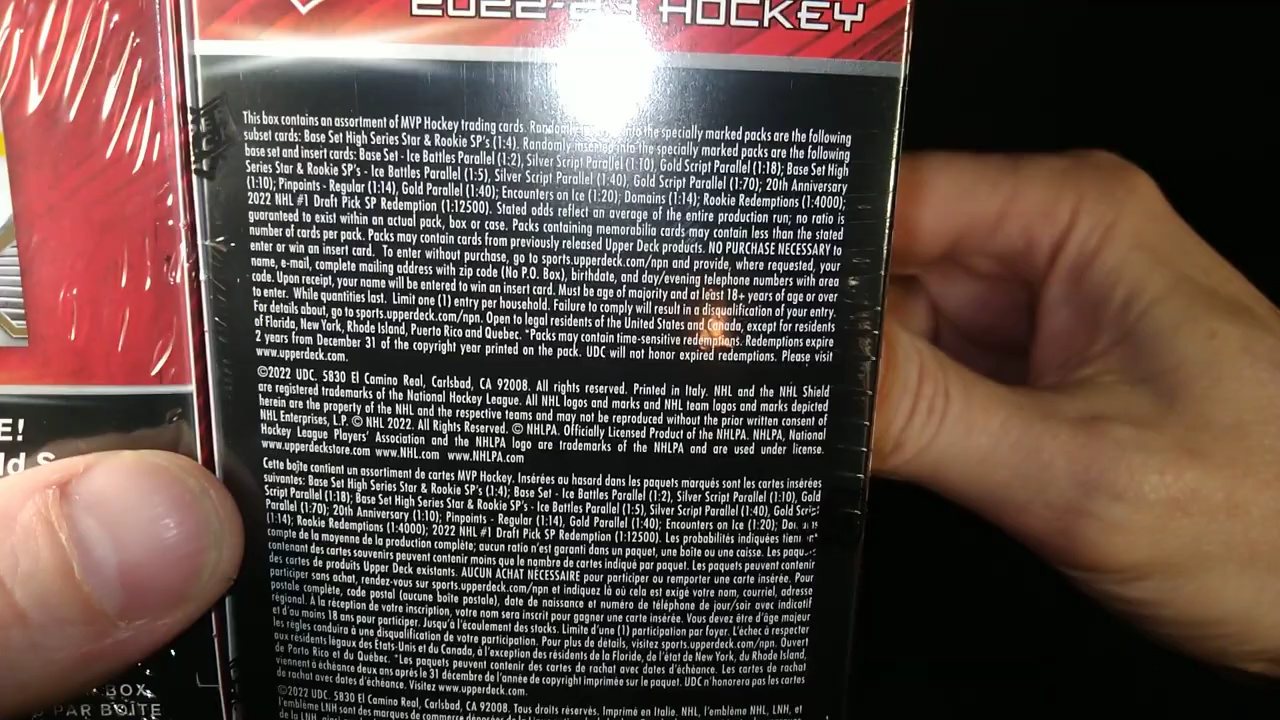 2022-23 HOCKEY
This box contains an assortment of MVP Hockey trading cards. Randomly into the specially marked packs are the following
subset cards: Base Set High Series Star & Rookie SP's (1:4). Randomly inserted into the specially marked packs are the following
base set and insert cards: Base Set - Ice Battles Parallel (1:2), Silver Script Parallel (1:10), Gold Script Parallel (1:18); Base Set High
Series Star & Rookie SP's - Ice Battles Parallel (1:5), Silver Script Parallel (1:40), Gold Script Parallel (1:70); 20th Anniversary
(1:10); Pinpoints - Regular (1:14), Gold Parallel (1:40); Encounters on Ice (1:20); Domains (1:14); Rookie Redemptions (1:4000);
2022 NHL #1 Draft Pick SP Redemption (1:12500). Stated odds reflect an average of the entire production run; no ratio is
guaranteed to exist within an actual pack, box or case. Packs containing memorabilia cards may contain less than the stated
number of cards per pack. Packs may contain cards from previously released Upper Deck products. NO PURCHASE NECESSARY to
enter or win an insert card. To enter without purchase, go to sports.upperdeck.com/npn and provide, where requested, your
name, e-mail, complete mailing address with zip code (No P.O. Box), birthdate, and day/evening telephone numbers with area
code. Upon receipt, your name will be entered to win an insert card. Must be age of majority and at least 18+ years of age or over
to enter. While quantities last. Limit one (1) entry per household. Failure to comply will result in a disqualification of your entry.
For details about, go to sports.upperdeck.com/npn. Open to legal residents of the United States and Canada, except for residents
of Florida, New York, Rhode Island, Puerto Rico and Quebec. *Packs may contain time-sensitive redemptions. Redemptions expire
2 years from December 31 of the copyright year printed on the pack. UDC will not honor expired redemptions. Please visit
www.upperdeck.com.
©2022 UDC. 5830 El Camino Real, Carlsbad, CA 92008. All rights reserved. Printed in Italy. NHL and the NHL Shield
are registered trademarks of the National Hockey League. All NHL logos and marks and NHL team logos and marks depicted
herein are the property of the NHL and the respective teams and may not be reproduced without the prior written consent of
NHL Enterprises, L.P. © NHL 2022. All Rights Reserved. © NHLPA. Officially Licensed Product of the NHLPA. NHLPA, National
Hockey League Players' Association and the NHLPA logo are trademarks of the NHLPA and are used under license.
www.upperdeckstore.com www.NHL.com www.NHLPA.com
Cette boîte contient un assortiment de cartes MVP Hockey. Insérées au hasard dans les paquets marqués sont les cartes insérées
suivantes: Base Set High Series Star & Rookie SP's (1:4); Base Set - Ice Battles Parallel (1:2), Silver Script Parallel (1:10), Gold
Script Parallel (1:18); Base Set High Series Star & Rookie SP's - Ice Battles Parallel (1:5), Silver Script Parallel (1:40), Gold Script
Parallel (1:70); 20th Anniversary (1:10); Pinpoints - Regular (1:14), Gold Parallel (1:40); Encounters on Ice (1:20);
(1:14); Rookie Redemptions (1:4000); 2022 NHL #1 Draft Pick SP Redemption (1:12500). Les probabilités indiquées
compte de la moyenne de la production complète; aucun ratio n'est garanti dans un paquet, une boîte ou une caisse. Les
contenant des cartes souvenirs peuvent contenir moins que le nombre de cartes indiqué par paquet. Les paquets peuvent contenir
des cartes de produits Upper Deck existants. AUCUN ACHAT NÉCESSAIRE pour participer ou remporter une carte insérée. Pour
participer sans achat, rendez-vous sur sports.upperdeck.com/npn et indiquez là où cela est exigé votre nom, courriel, adresse
postale complète, code postal (aucune boîte postale), date de naissance et numéro de téléphone de jour/soir avec indicatif
régional. À la réception de votre inscription, votre nom sera inscrit pour gagner une carte insérée. Vous devez être d'âge majeur
et d'au moins 18 ans pour participer. Jusqu'à l'écoulement des stocks. Limite d'une (1) participation par foyer. L'échec à respecter
les règles conduira à une disqualification de votre participation. Pour plus de détails, visitez sports.upperdeck.com/npn. Ouvert
aux résidents légaux des États-Unis et du Canada, à l'exception des résidents de la Floride, de l'état de New York, du Rhode Island,
de Porto Rico et du Québec. *Les paquets peuvent contenir des cartes de rachat avec dates d'échéance. Les cartes de rachat
viennent à échéance deux ans après le 31 décembre de l'année de copyright imprimée sur le paquet. UDC n'honorera pas les cartes
de rachat avec dates d'échéance. Visitez www.upperdeck.com.
©2022 UDC. 5830 El Camino Real, Carlsbad, CA 92008. Tous droits réservés. Imprimé en Italie. NHL, l'emblème NHL, LNH, et
l'emblème LNH sont des marques de commerce
BOX
PAR BOÎTE